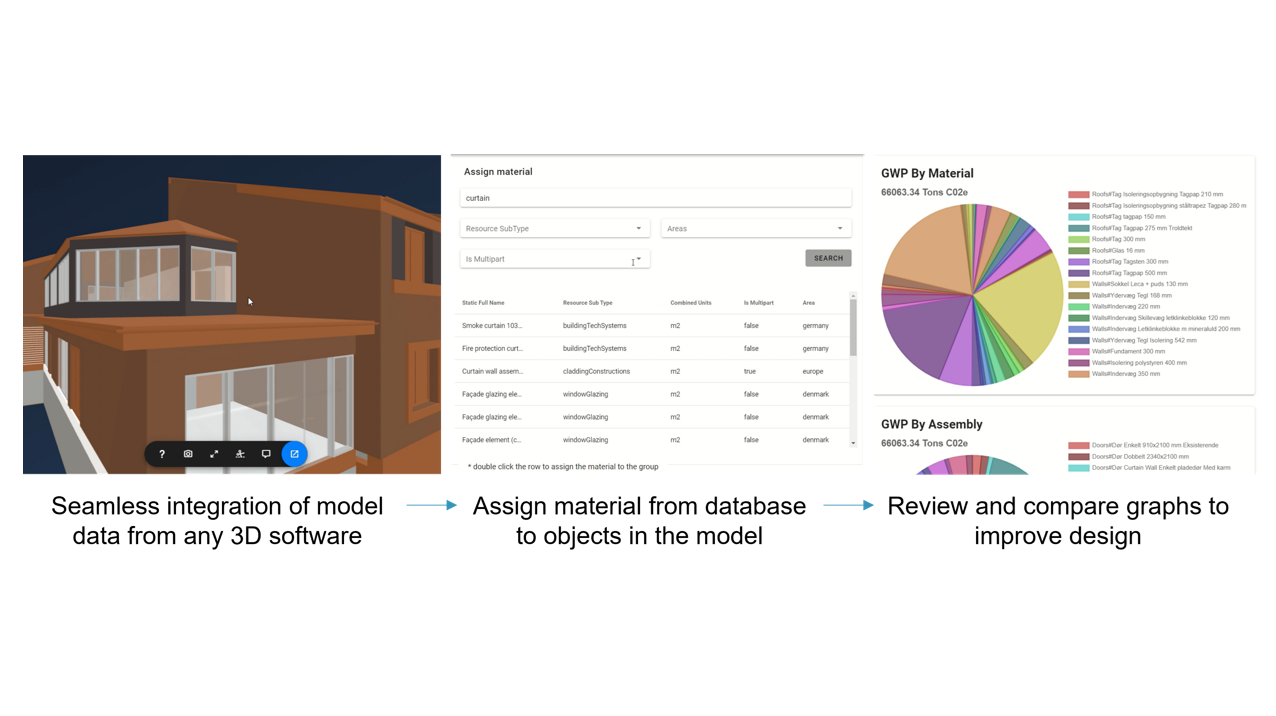 Assign material
curtain
Resource SubType
Areas
Is Multipart
SEARCH
Static Full Name Resource Sub Type Combined Units Is Multipart Area
Smoke curtain 103... buildingTechSystems m2 false germany
Fire protection curt... buildingTechSystems m2 false germany
Curtain wall assem... claddingConstructions m2 true europe
Façade glazing ele... windowGlazing m2 false denmark
Façade glazing ele... windowGlazing m2 false denmark
Façade element (c... windowGlazing m2 false denmark
* double click the row to assign the material to the group
GWP By Material
66063.34 Tons C02e
Roofs#Tag Isoleringsopbygning Tagpap 210 mm
Roofs#Tag Isoleringsopbygning ståltrapez Tagpap 280 m
Roofs#Tag tagpap 150 mm
Roofs#Tag Tagpap 275 mm Troldtekt
Roofs#Tag 300 mm
Roofs#Glas 16 mm
Roofs#Tag Tagsten 300 mm
Roofs#Tag Tagpap 500 mm
Walls#Sokkel Leca + puds 130 mm
Walls#Ydervæg Tegl 168 mm
Walls#Indervæg 220 mm
Walls#Indervæg Skillevæg letklinkeblokke 120 mm
Walls#Indervæg Letklinkeblokke m mineraluld 200 mm
Walls#Ydervæg Tegl Isolering 542 mm
Walls#Fundament 300 mm
Walls#Isolering polystyren 400 mm
Walls#Indervæg 350 mm
GWP By Assembly
66063.34 Tons C02e
Doors#Dør Enkelt 910x2100 mm Eksisterende
Doors#Dør Dobbelt 2340x2100 mm
Doors#Dør Curtain Wall Enkelt pladedør Med karm
Seamless integration of model
data from any 3D software
Assign material from database
to objects in the model
Review and compare graphs to
improve design